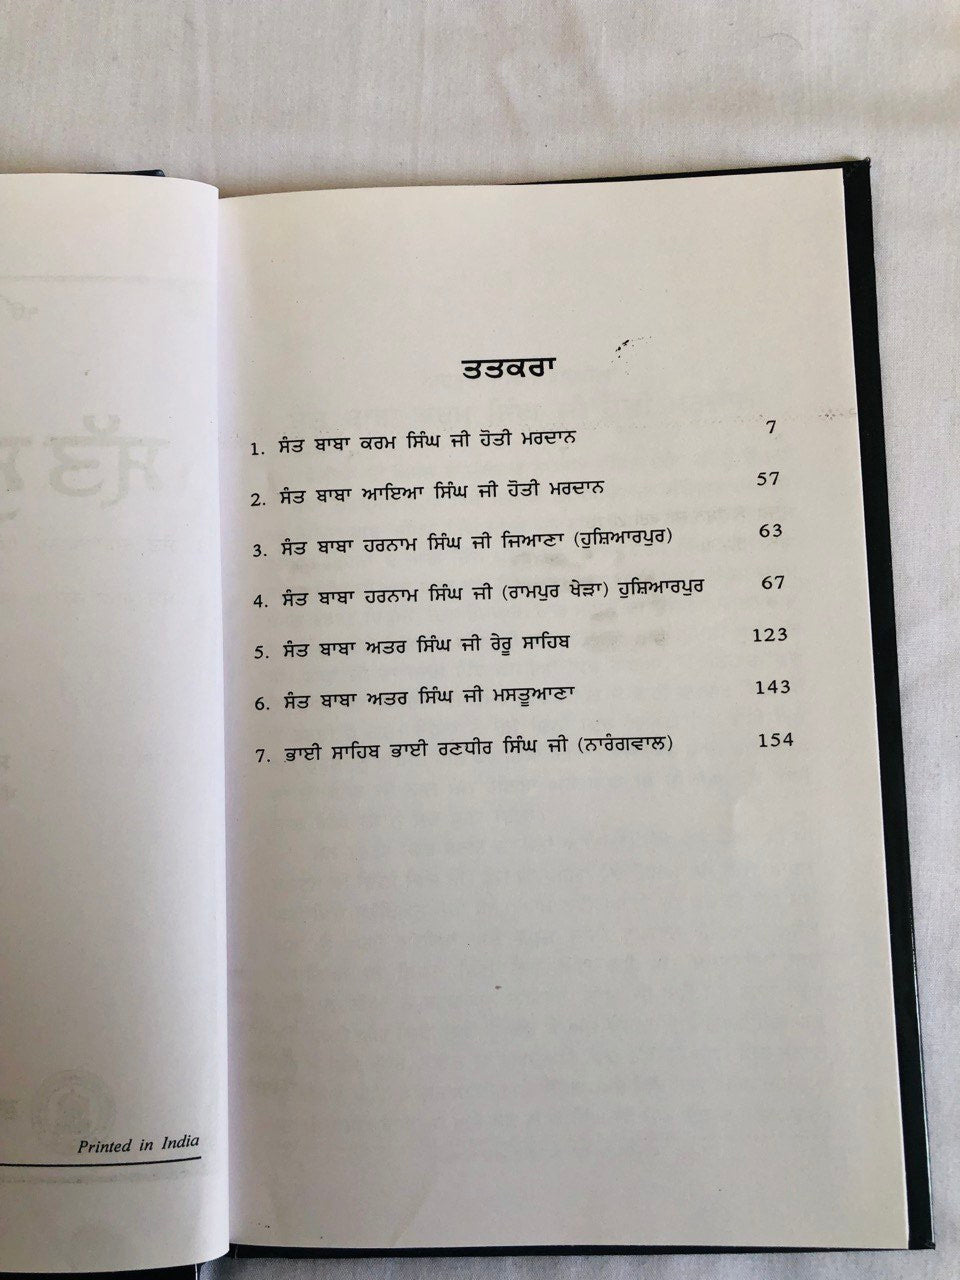 ਤਤਕਰਾ
1. ਸੰਤ ਬਾਬਾ ਕਰਮ ਸਿੰਘ ਜੀ ਹੋਤੀ ਮਰਦਾਨ 7
2. ਸੰਤ ਬਾਬਾ ਆਇਆ ਸਿੰਘ ਜੀ ਹੋਤੀ ਮਰਦਾਨ 57
3. ਸੰਤ ਬਾਬਾ ਹਰਨਾਮ ਸਿੰਘ ਜੀ ਜਿਆਣਾ (ਹੁਸ਼ਿਆਰਪੁਰ) 63
4. ਸੰਤ ਬਾਬਾ ਹਰਨਾਮ ਸਿੰਘ ਜੀ (ਰਾਮਪੁਰ ਖੇੜਾ) ਹੁਸ਼ਿਆਰਪੁਰ 67
5. ਸੰਤ ਬਾਬਾ ਅਤਰ ਸਿੰਘ ਜੀ ਰੇਰੂ ਸਾਹਿਬ 123
6. ਸੰਤ ਬਾਬਾ ਅਤਰ ਸਿੰਘ ਜੀ ਮਸਤੂਆਣਾ 143
7. ਭਾਈ ਸਾਹਿਬ ਭਾਈ ਰਣਧੀਰ ਸਿੰਘ ਜੀ (ਨਾਰੰਗਵਾਲ) 154
Printed in India